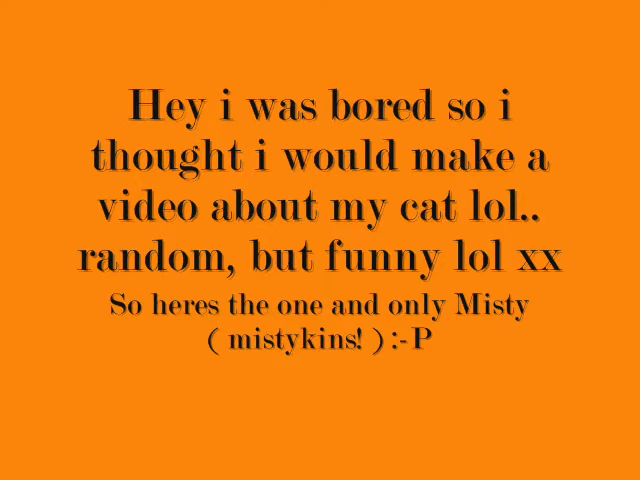 Hey i was bored so i
thought i would make a
video about my cat lol..
random, but funny lol xx
So heres the one and only Misty
( mistykins! ) :-P